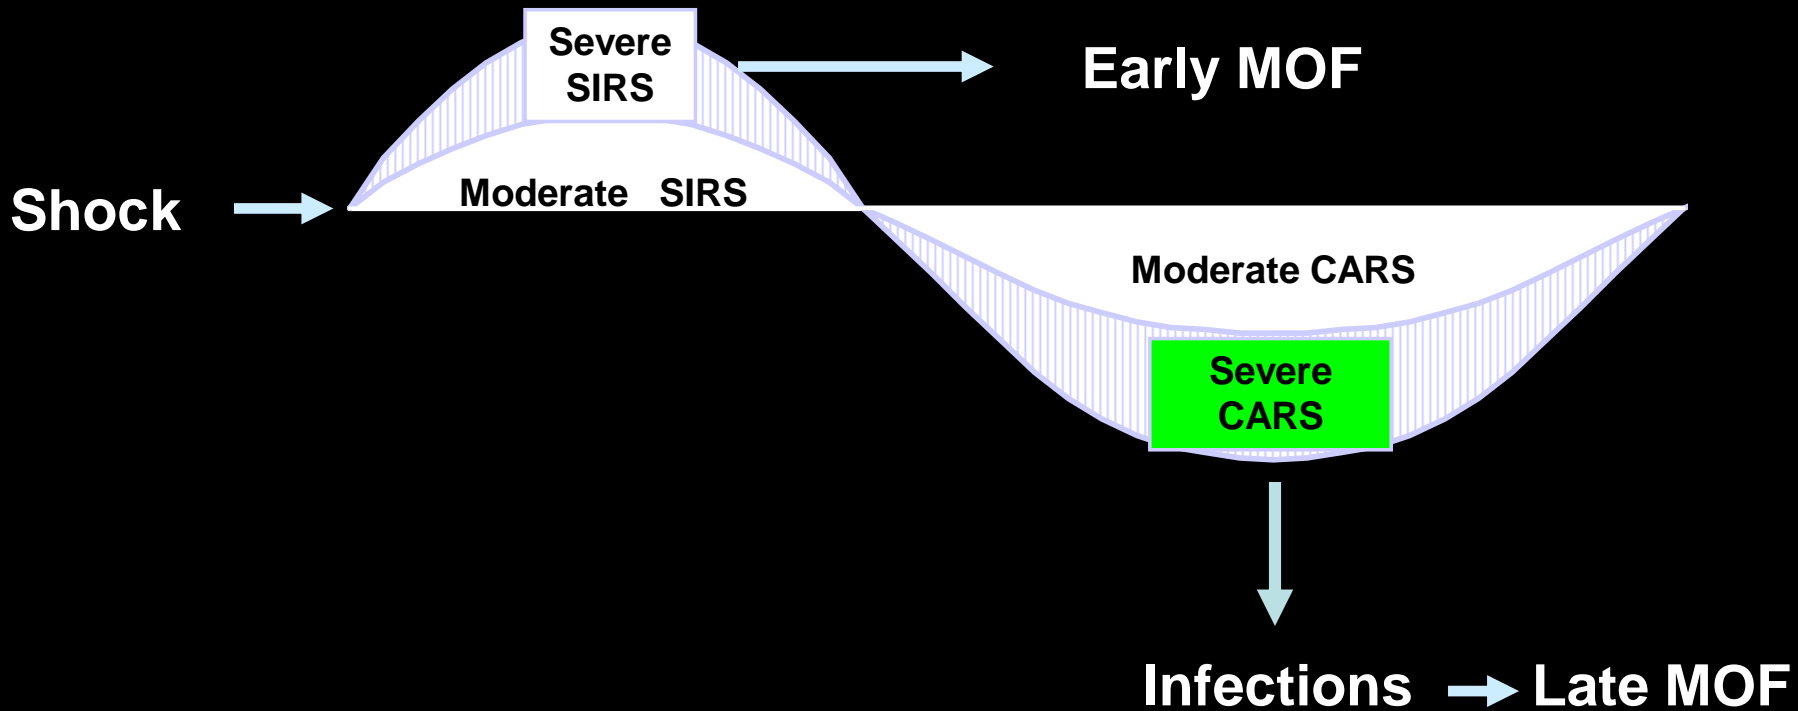 Severe
SIRS
Early MOF
Shock
Moderate SIRS
Moderate CARS
Severe
CARS
Infections
Late MOF